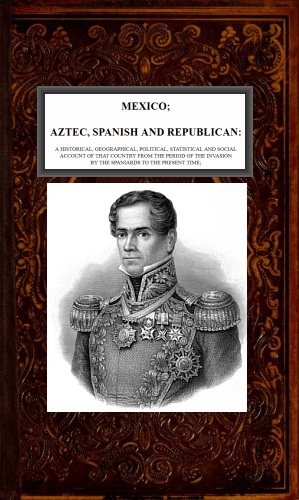 MEXICO;
AZTEC, SPANISH AND REPUBLICAN:
A HISTORICAL, GEOGRAPHICAL, POLITICAL, STATISTICAL AND SOCIAL
ACCOUNT OF THAT COUNTRY FROM THE PERIOD OF THE INVASION
BY THE SPANIARDS TO THE PRESENT TIME;